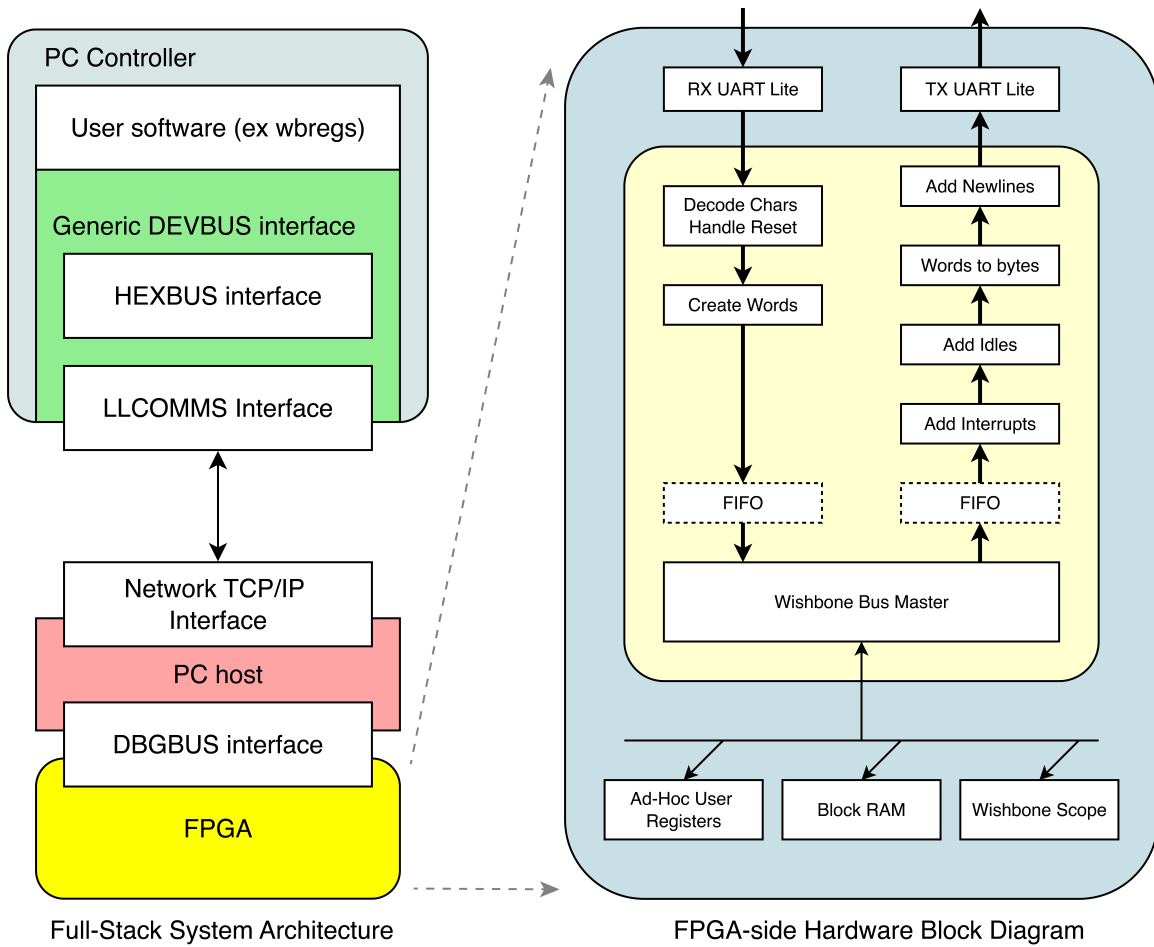 PC Controller
User software (ex wbregs)
Generic DEVBUS interface
HEXBUS interface
LLCOMMS Interface
Network TCP/IP
Interface
PC host
DBGBUS interface
FPGA
Full-Stack System Architecture
RX UART Lite
TX UART Lite
Decode Chars
Handle Reset
Create Words
FIFO
Add Newlines
Words to bytes
Add Idles
Add Interrupts
FIFO
Wishbone Bus Master
Ad-Hoc User
Registers
Block RAM
Wishbone Scope
FPGA-side Hardware Block Diagram